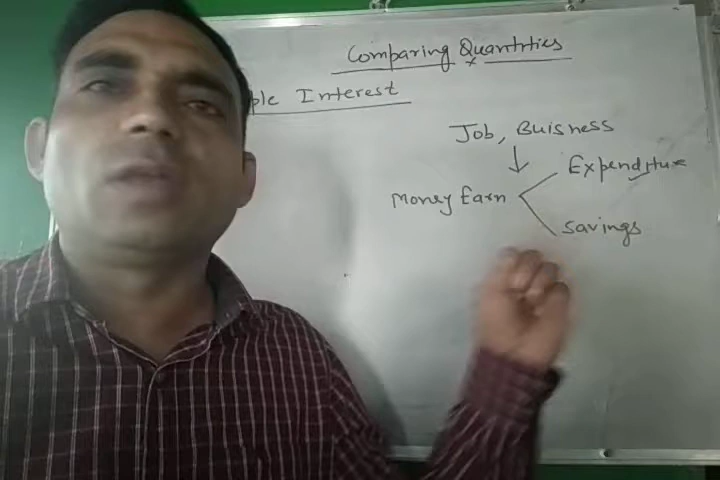 Comparing Quantities
ple Interest
Job, Buisness
Expenditure
Money Earn
Savings